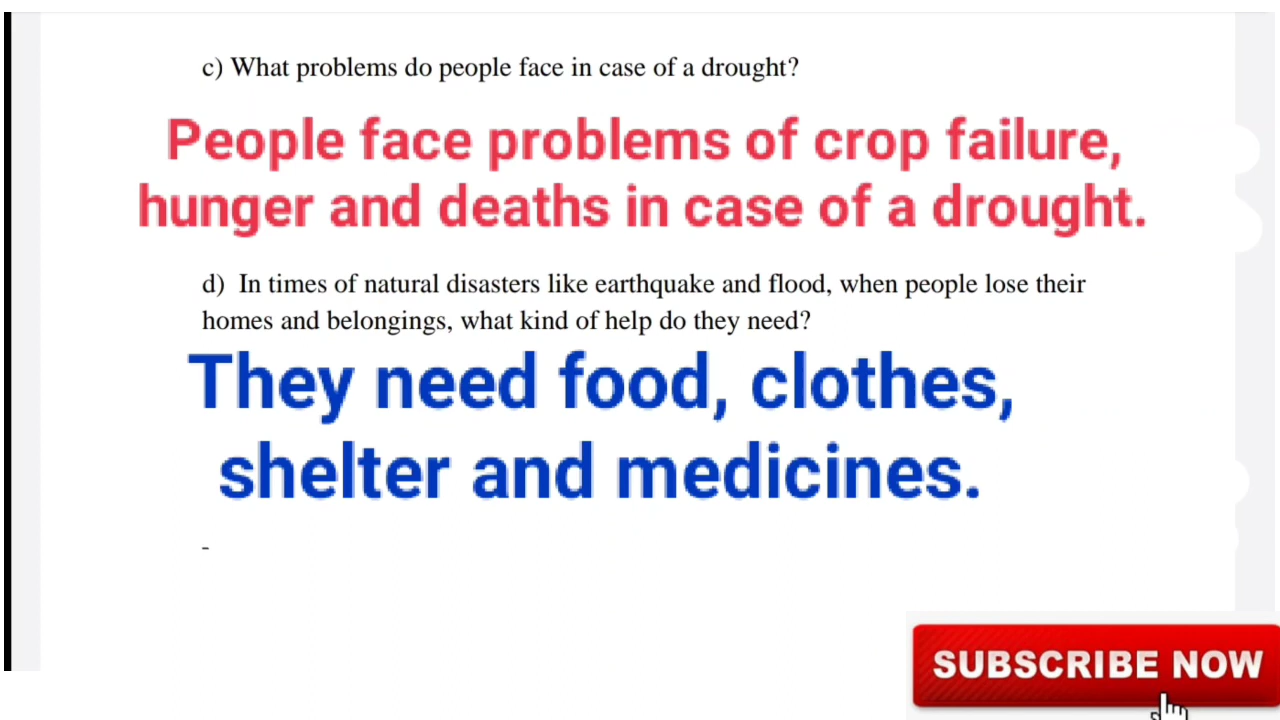 c) What problems do people face in case of a drought?
People face problems of crop failure,
hunger and deaths in case of a drought.
d) In times of natural disasters like earthquake and flood, when people lose their
homes and belongings, what kind of help do they need?
They need food, clothes,
shelter and medicines.
-
SUBSCRIBE NOW